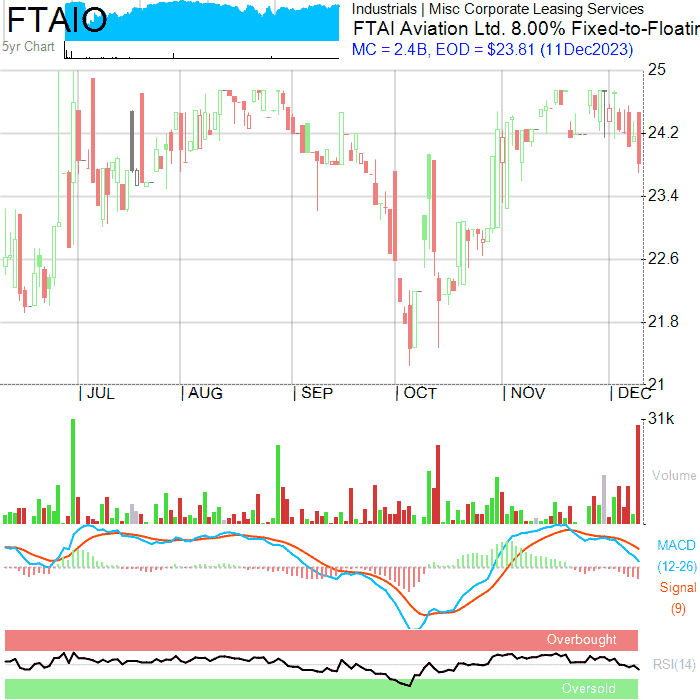 FTAIO
Industrials | Misc Corporate Leasing Services
FTAI Aviation Ltd. 8.00% Fixed-to-Floatin
5yr Chart
MC = 2.4B, EOD = $23.81 (11Dec2023)
25
24.2
23.4
22.6
21.8
21
| JUL | AUG | SEP | OCT | NOV | DEC
31k
Volume
MACD
(12-26)
Signal
(9)
Overbought
RSI(14)
Oversold